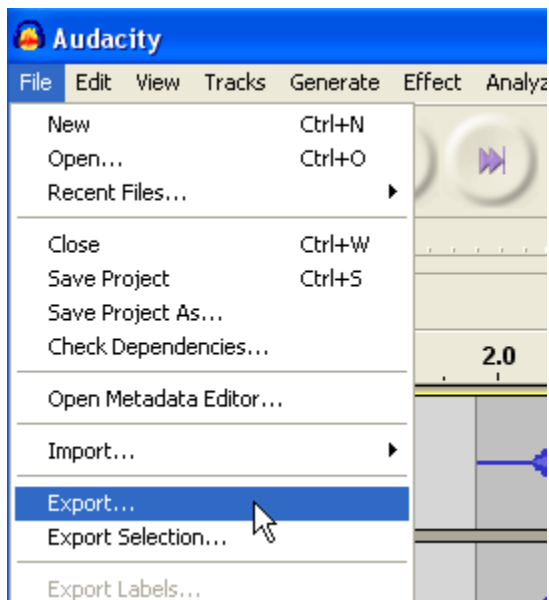 Audacity
File Edit View Tracks Generate Effect
New Ctrl+N
Open... Ctrl+O
Recent Files...
Close Ctrl+W
Save Project Ctrl+S
Save Project As...
Check Dependencies...
2.0
Open Metadata Editor...
Import...
Export...
Export Selection...
Export Labels...